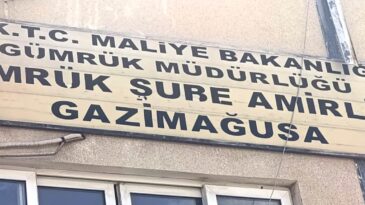 K.T.C. MALİYE BAKANLIĞ
GÜMRÜK MÜDÜRLÜĞÜ
MRÜK ŞUBE AMİRL
GAZİMAĞUSA